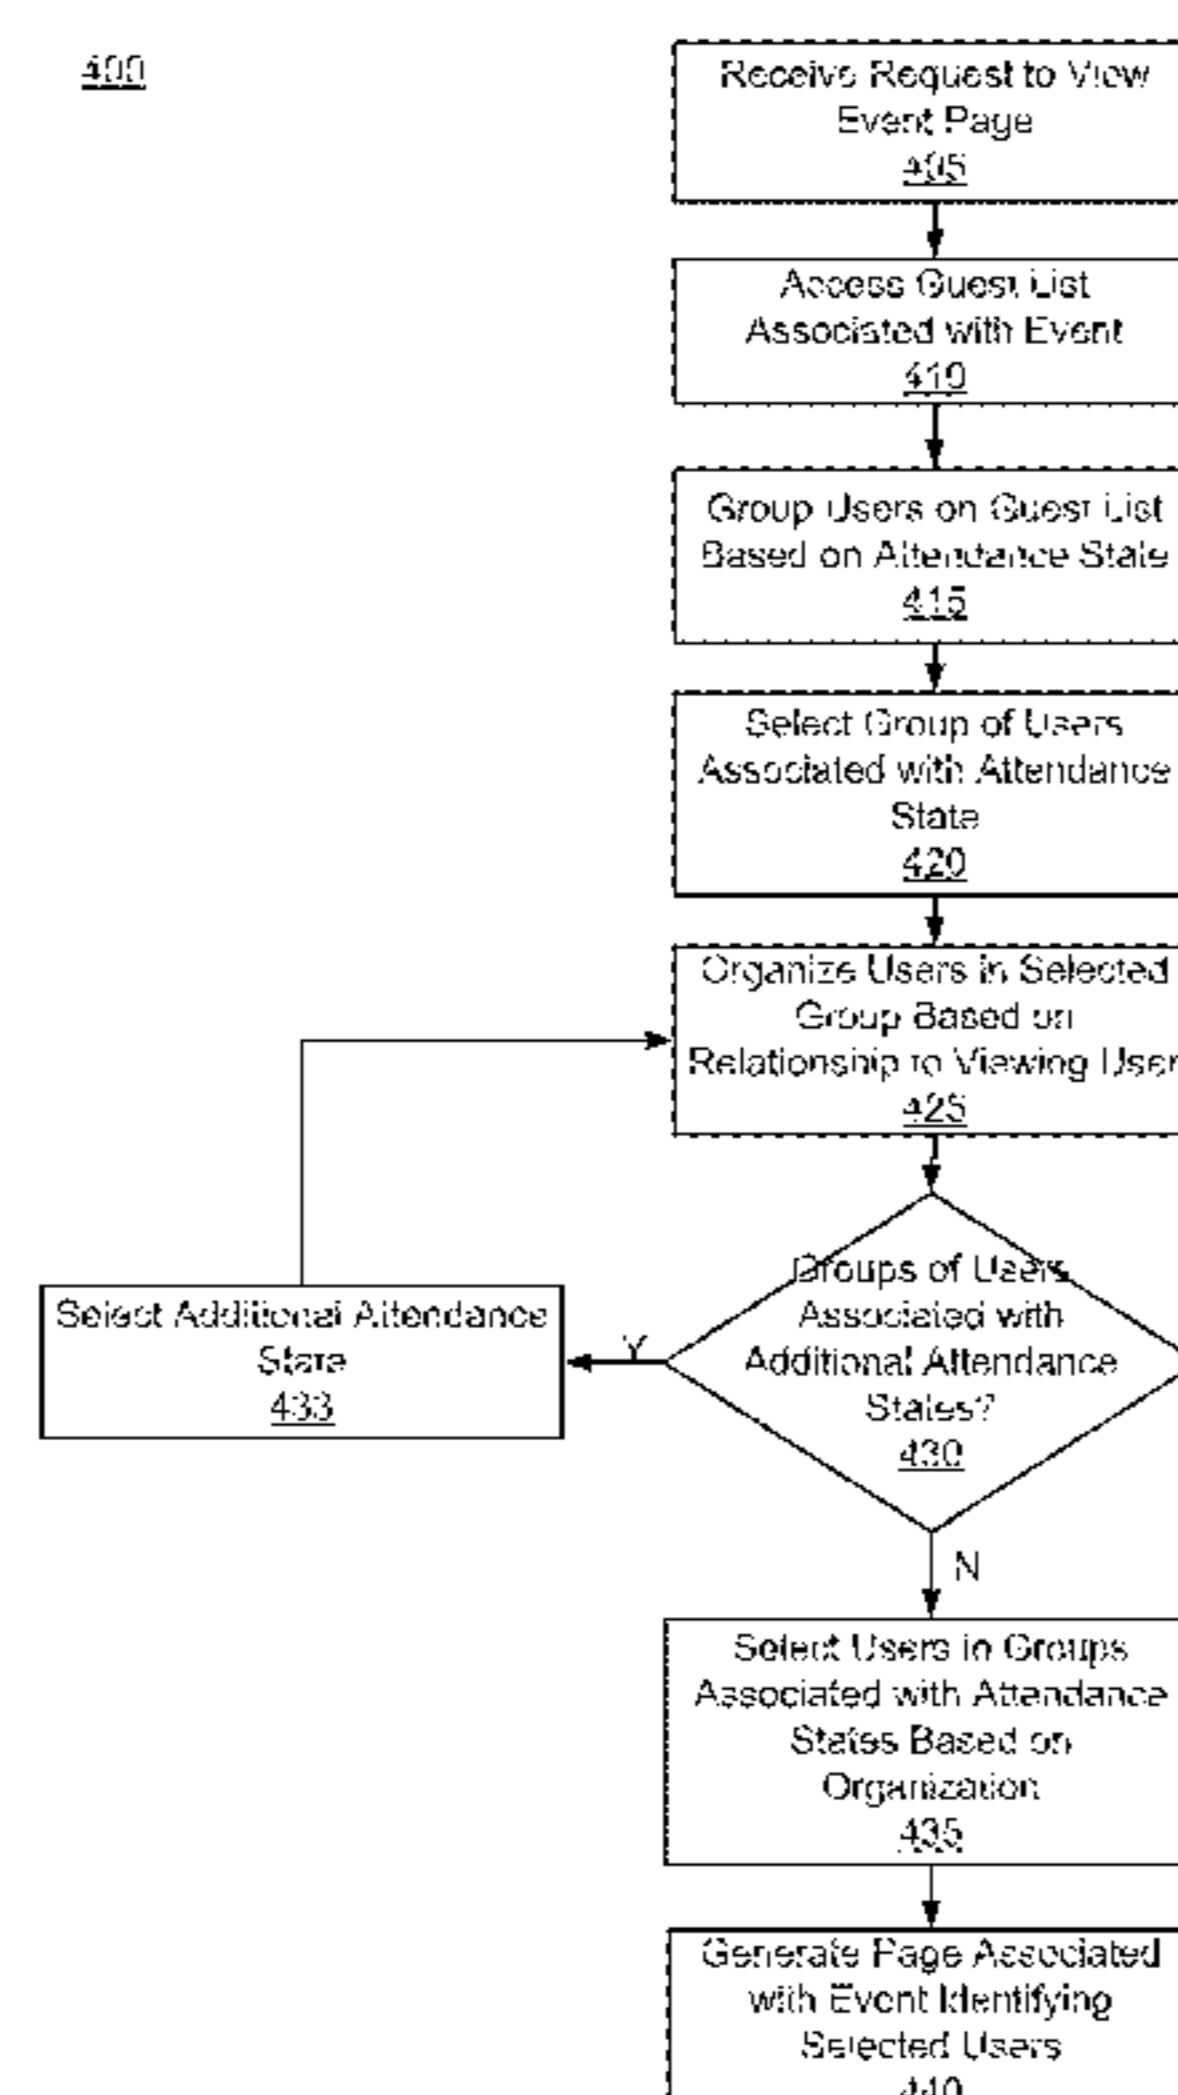 400
Receive Request to View
Event Page
405
Access Guest List
Associated with Event
410
Group Users on Guest List
Based on Attendance State
415
Select Group of Users
Associated with Attendance
State
420
Organize Users in Selected
Group Based on
Relationship to Viewing User
425
Groups of Users
Associated with
Additional Attendance
States?
430
Y
Select Additional Attendance
State
433
N
Select Users in Groups
Associated with Attendance
States Based on
Organization
435
Generate Page Associated
with Event Identifying
Selected Users
440